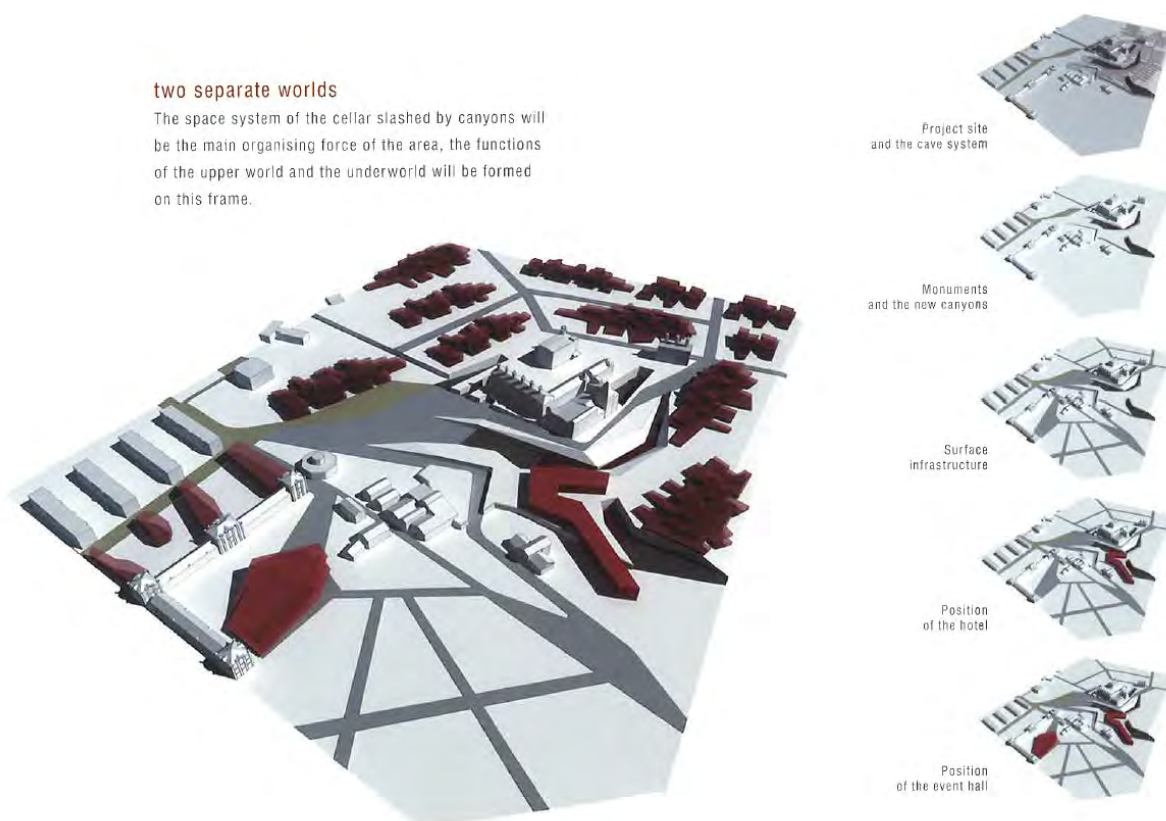 two separate worlds
The space system of the cellar slashed by canyons will
be the main organising force of the area, the functions
of the upper world and the underworld will be formed
on this frame.
Project site
and the cave system
Monuments
and the new canyons
Surface
infrastructure
Position
of the hotel
Position
of the event hall